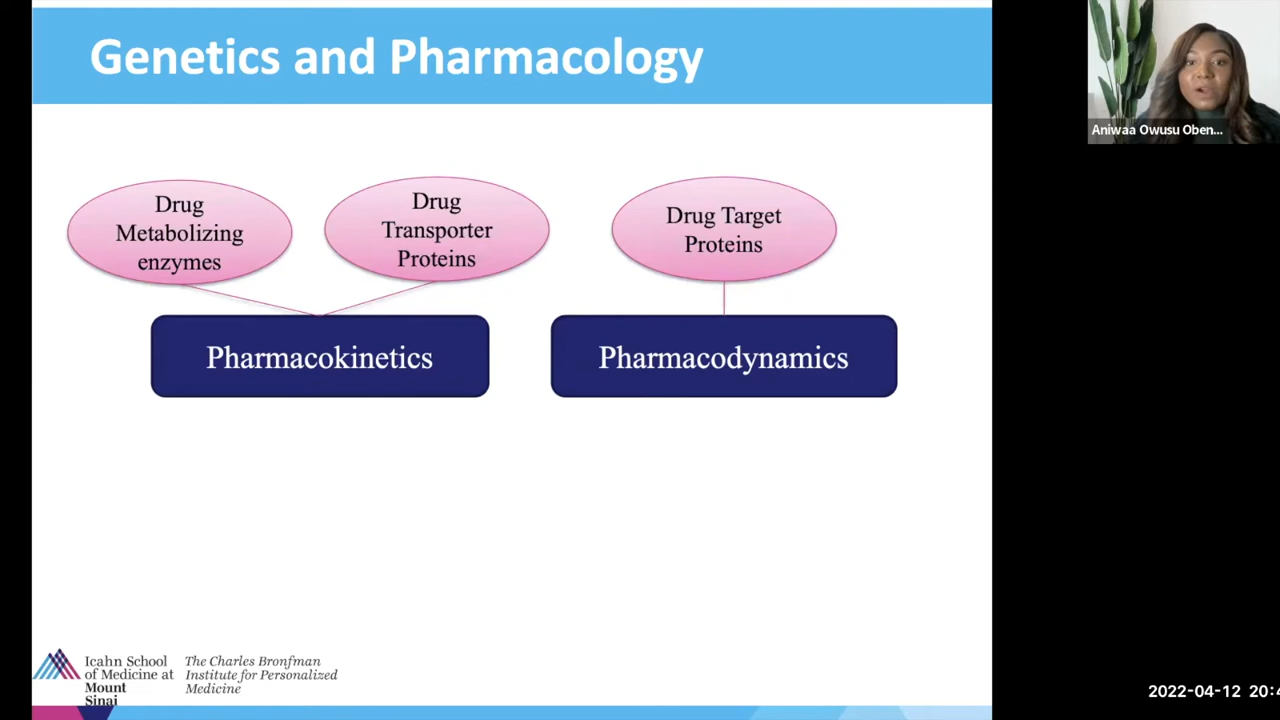 Genetics and Pharmacology
Aniwaa Owusu Oben...
Drug
Metabolizing
enzymes
Drug
Transporter
Proteins
Drug Target
Proteins
Pharmacokinetics
Pharmacodynamics
Icahn School
of Medicine at
Mount
Sinai
The Charles Bronfman
Institute for Personalized
Medicine
2022-04-12 20:4